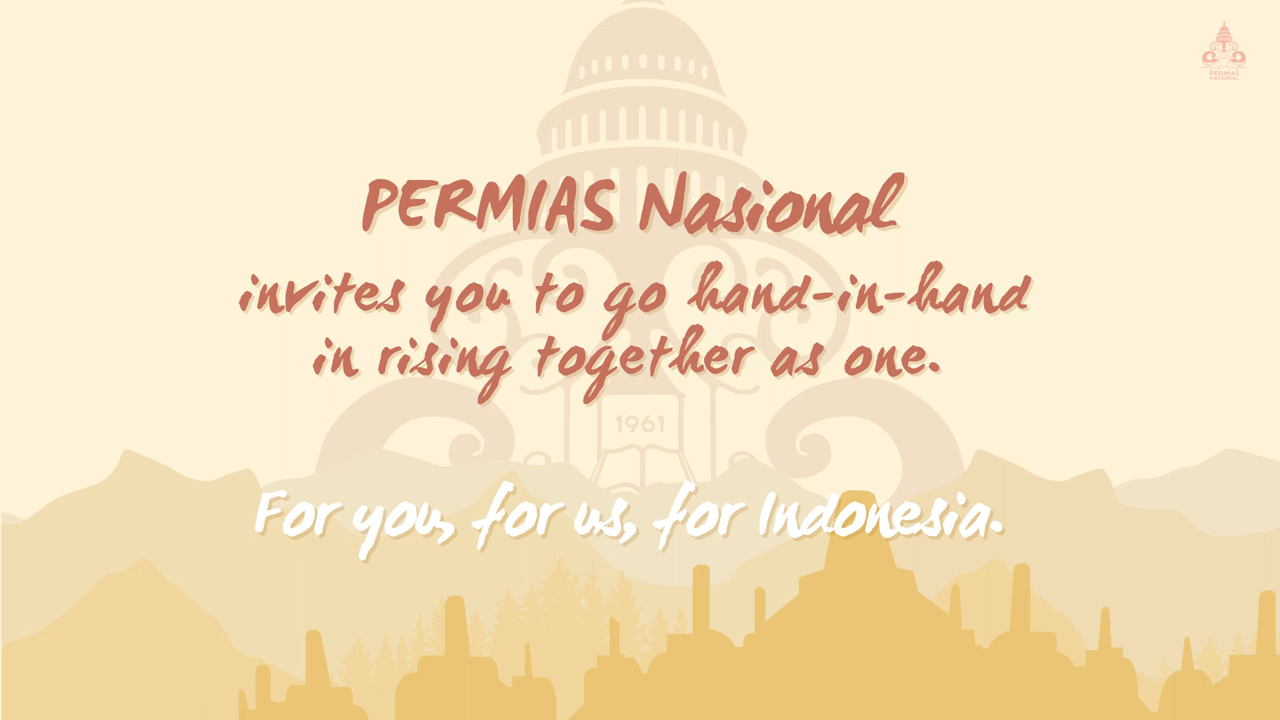 PERMIAS
NASIONAL
PERMIAS Nasional
invites you to go hand-in-hand
in rising together as one.
1961
For you, for us, for Indonesia.